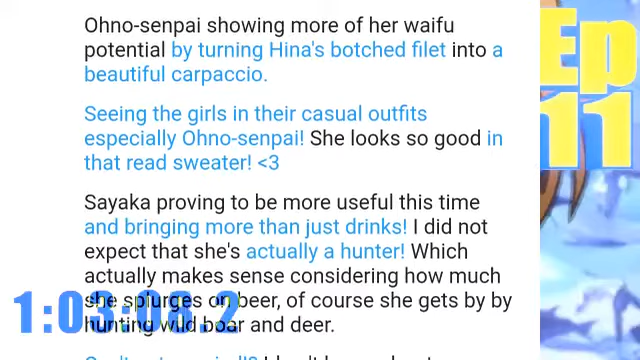 Ohno-senpai showing more of her waifu
potential by turning Hina's botched filet into a
beautiful carpaccio.
Seeing the girls in their casual outfits
especially Ohno-senpai! She looks so good in
that read sweater! <3
Sayaka proving to be more useful this time
and bringing more than just drinks! I did not
expect that she's actually a hunter! Which
actually makes sense considering how much
she splurges on beer, of course she gets by by
hunting wild boar and deer.
Ep
11
1:03:08.2